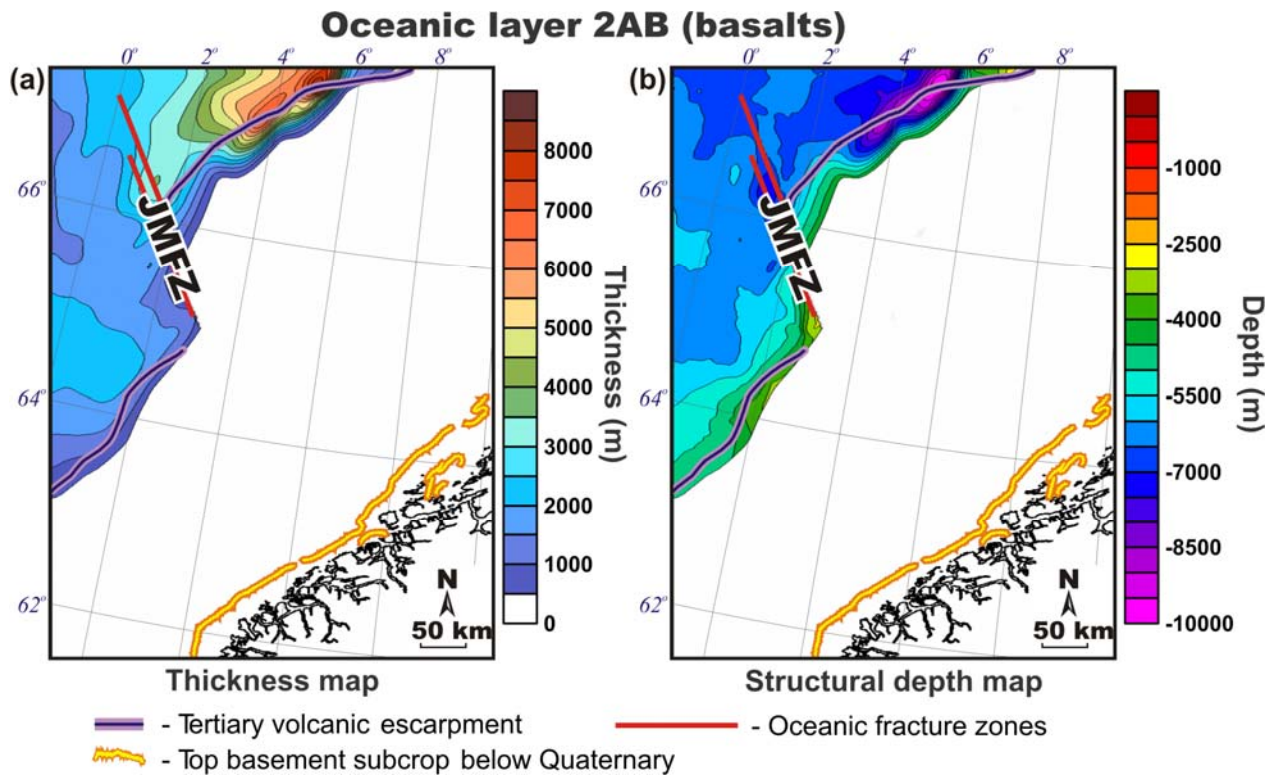 Oceanic layer 2AB (basalts)
(a)
0° 2° 4° 6° 8°
66°
64°
62°
JMFZ
N
50 km
8000
7000
6000
5000
4000
3000
2000
1000
0
Thickness (m)
Thickness map
(b)
0° 2° 4° 6° 8°
66°
64°
62°
JMFZ
N
50 km
-1000
-2500
-4000
-5500
-7000
-8500
-10000
Depth (m)
Structural depth map
- Tertiary volcanic escarpment
- Oceanic fracture zones
- Top basement subcrop below Quaternary